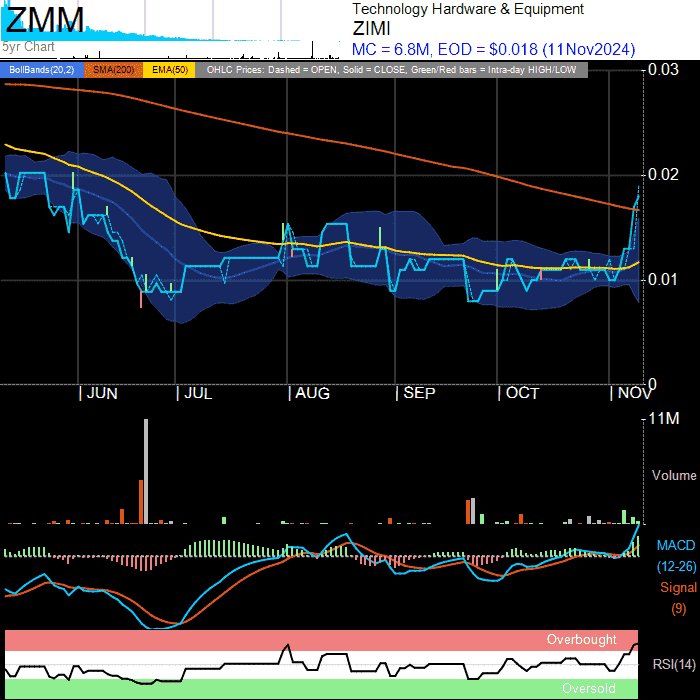 ZMM
5yr Chart
Technology Hardware & Equipment
ZIMI
MC = 6.8M, EOD = $0.018 (11Nov2024)
BollBands(20,2) SMA(200) EMA(50) OHLC Prices: Dashed = OPEN, Solid = CLOSE, Green/Red bars = Intra-day HIGH/LOW
0.03
0.02
0.01
0
JUN JUL AUG SEP OCT NOV
11M
Volume
MACD
(12-26)
Signal
(9)
Overbought
RSI(14)
Oversold